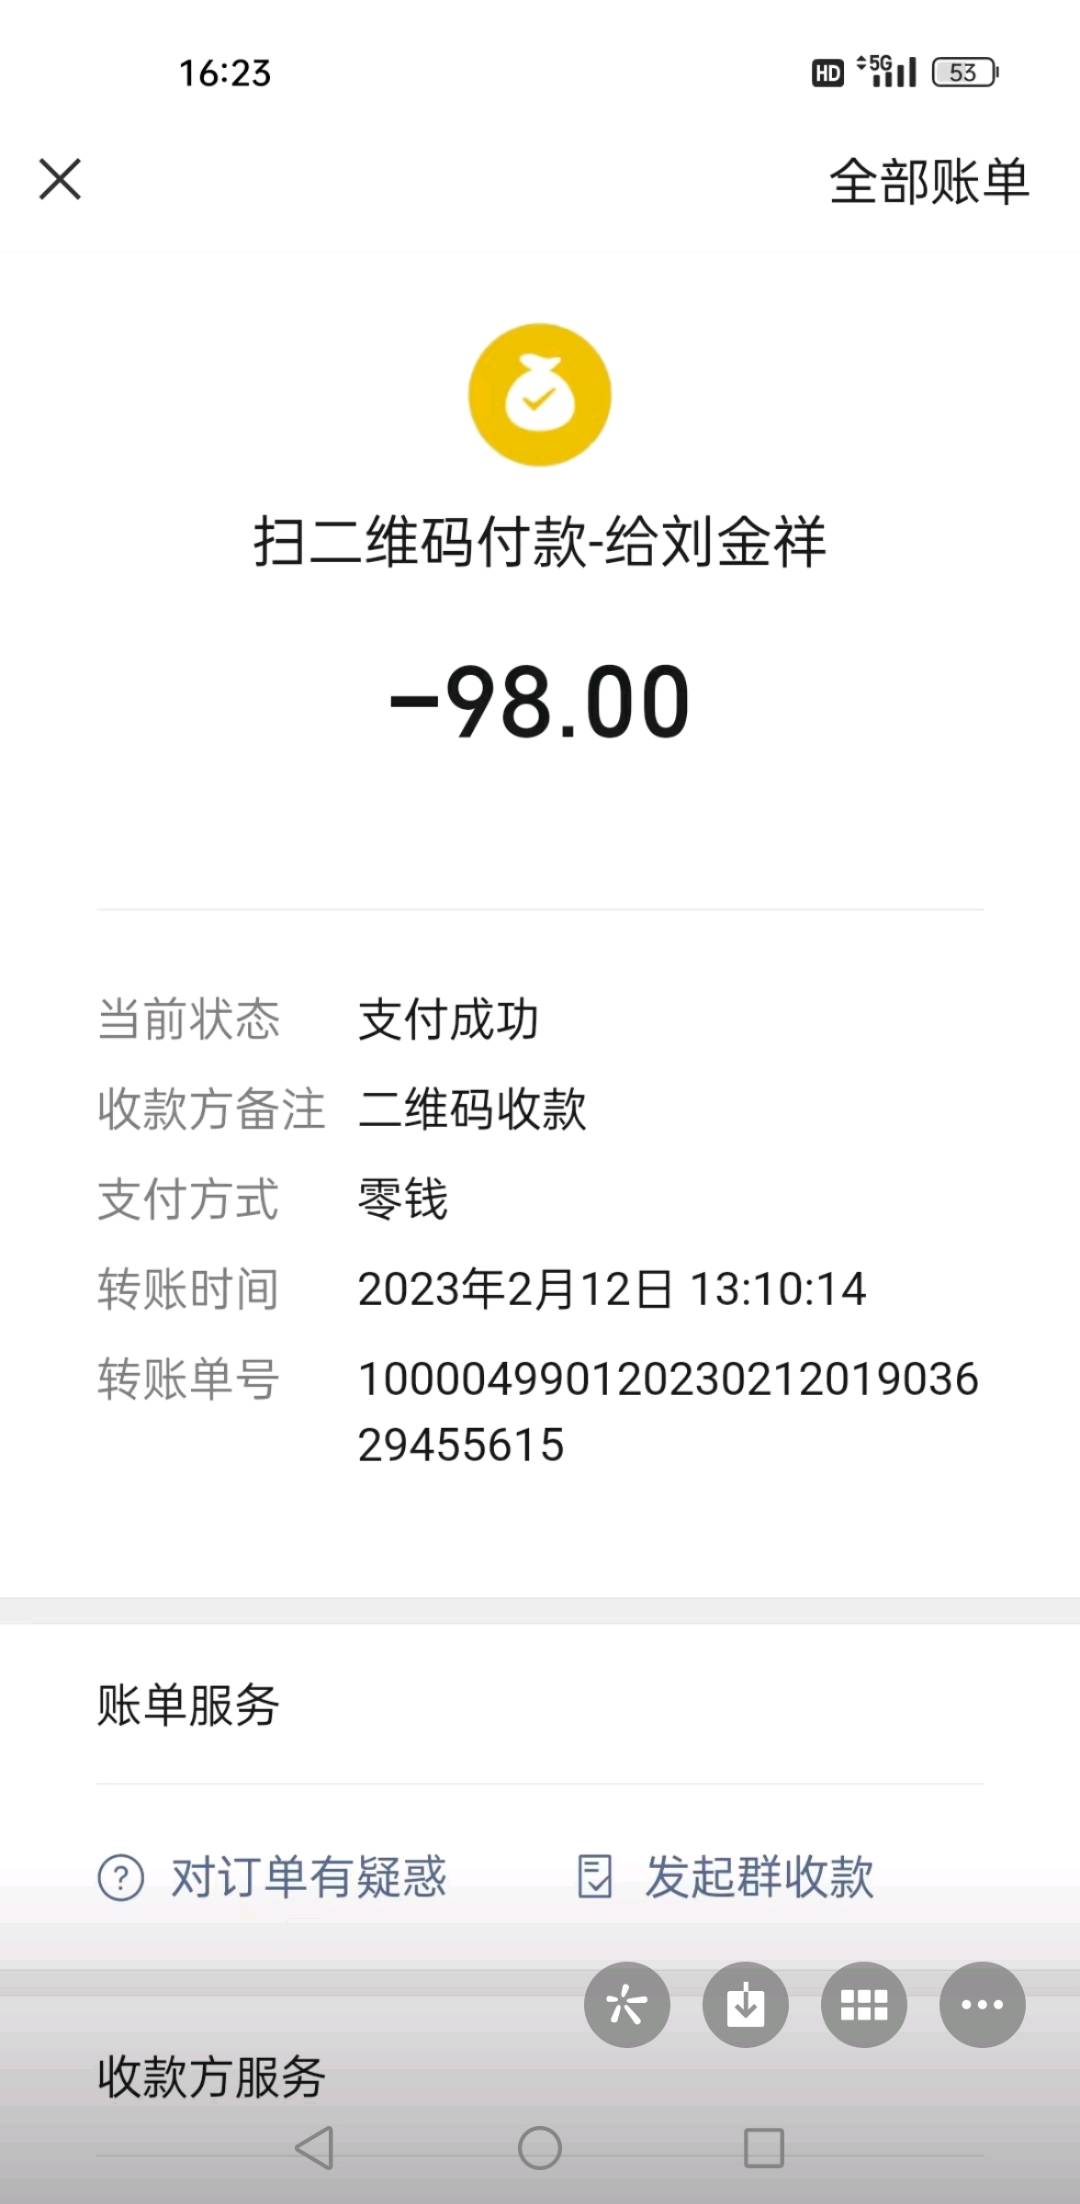 16:23
HD 5G 53
全部账单
扫二维码付款-给刘金祥
-98.00
当前状态 支付成功
收款方备注 二维码收款
支付方式 零钱
转账时间 2023年2月12日 13:10:14
转账单号 100004990120230212019036
29455615
账单服务
对订单有疑惑 发起群收款
收款方服务